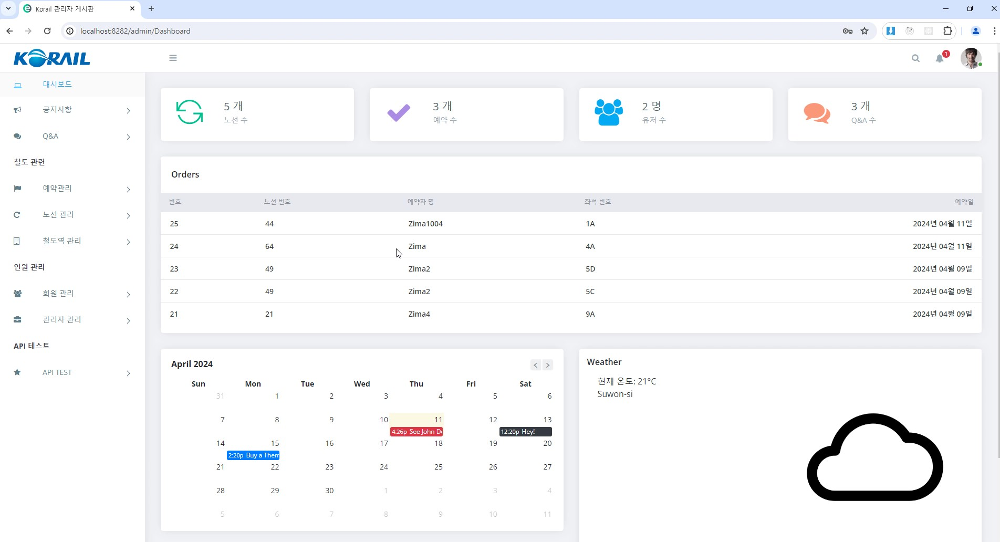 Korail 관리자 게시판
localhost:8282/admin/Dashboard
KORAIL
1
대시보드
공지사항
Q&A
철도 관련
예약관리
노선 관리
철도역 관리
인원 관리
회원 관리
관리자 관리
API 테스트
API TEST
5 개
노선 수
3 개
예약 수
2 명
유저 수
3 개
Q&A 수
Orders
번호 노선 번호 예약자 명 좌석 번호 예약일
25 44 Zima1004 1A 2024년 04월 11일
24 64 Zima 4A 2024년 04월 11일
23 49 Zima2 5D 2024년 04월 09일
22 49 Zima2 5C 2024년 04월 09일
21 21 Zima4 9A 2024년 04월 09일
April 2024
Sun Mon Tue Wed Thu Fri Sat
31 1 2 3 4 5 6
7 8 9 10 11 12 13
4:26p See John De 12:20p Hey!
14 15 16 17 18 19 20
2:20p Buy a Them
21 22 23 24 25 26 27
28 29 30 1 2 3 4
5 6 7 8 9 10 11
Weather
현재 온도: 21°C
Suwon-si